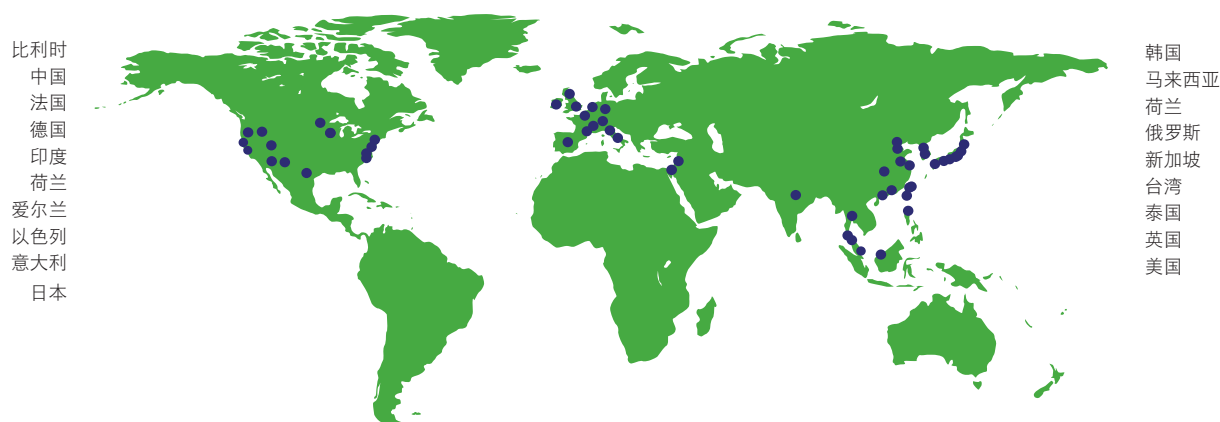 比利时
中国
法国
德国
印度
荷兰
爱尔兰
以色列
意大利
日本
韩国
马来西亚
荷兰
俄罗斯
新加坡
台湾
泰国
英国
美国